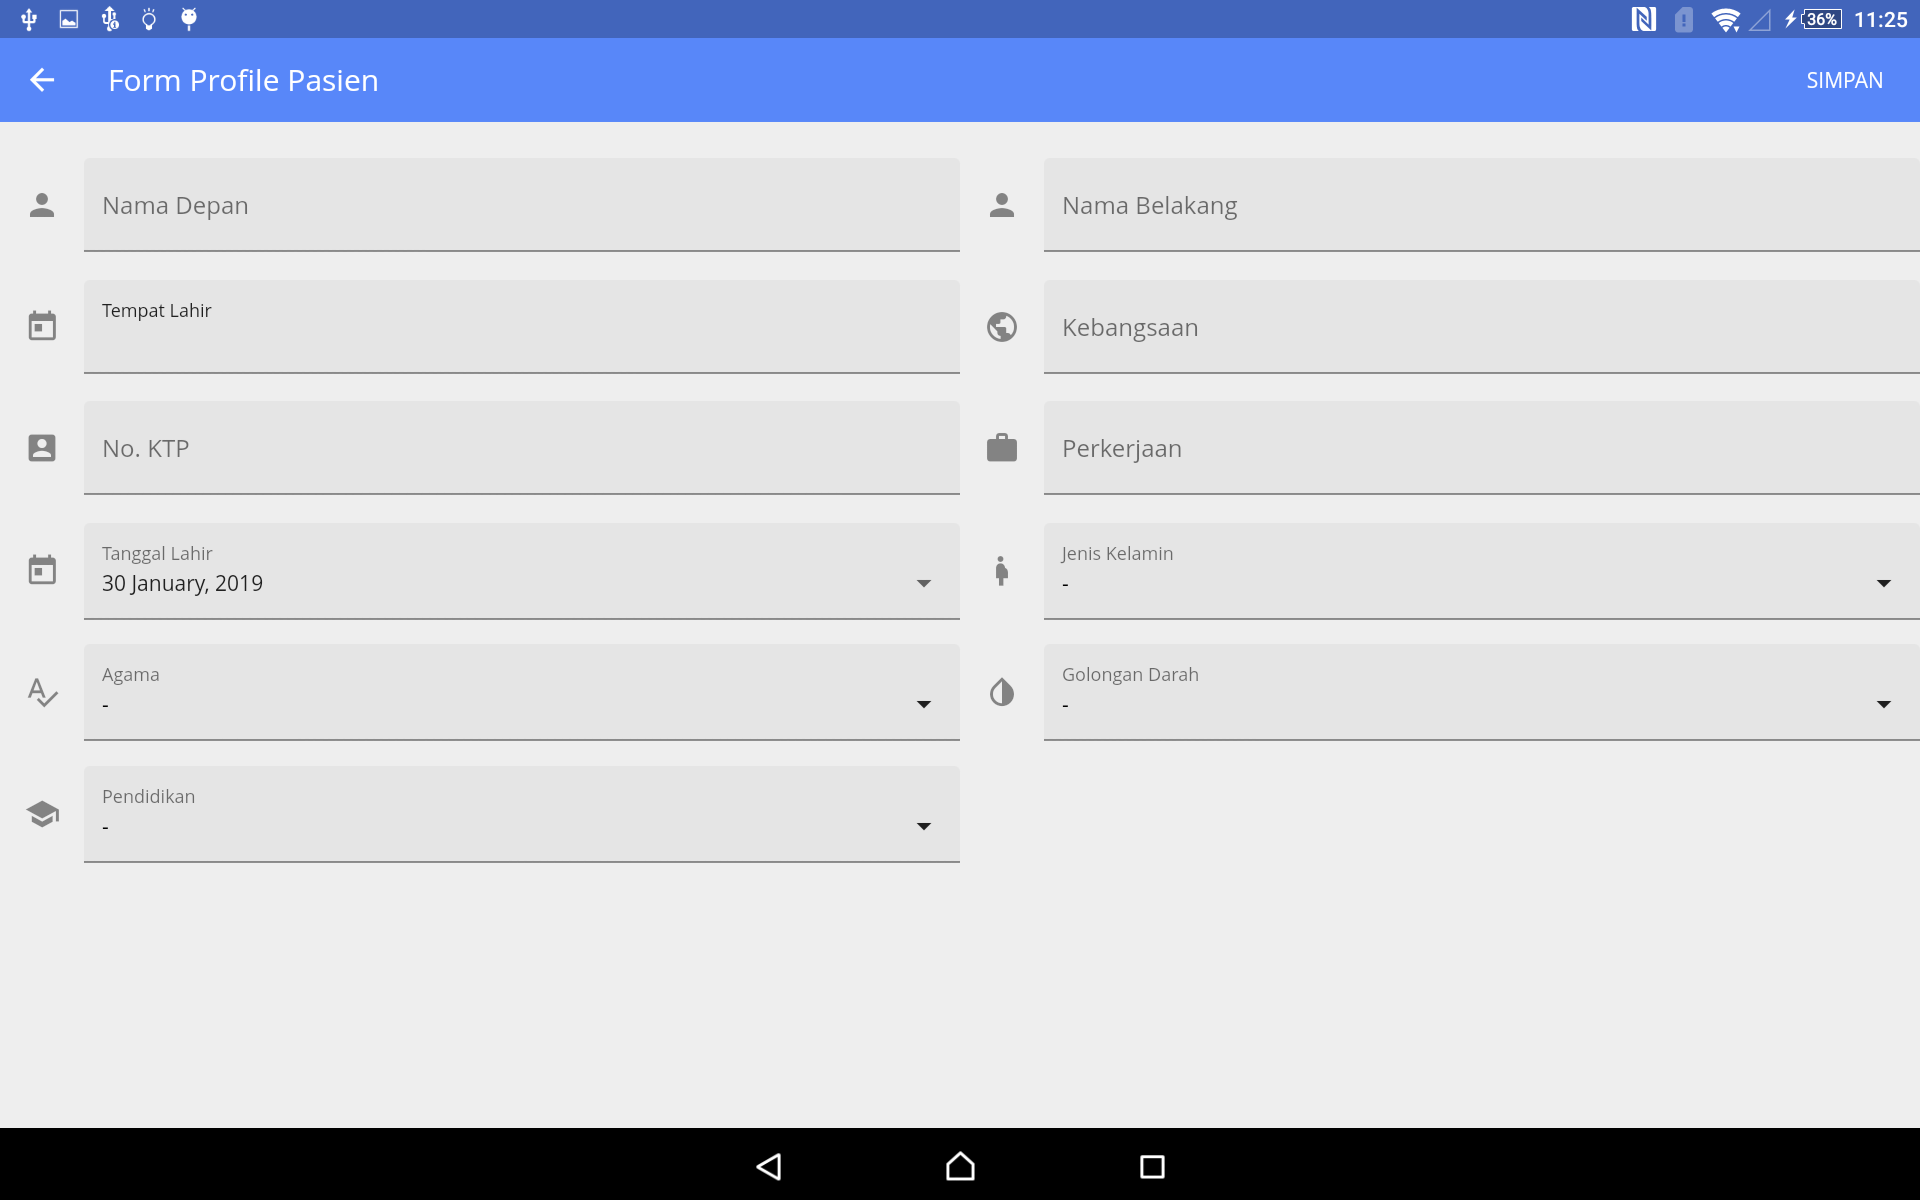 36% 11:25
Form Profile Pasien SIMPAN
Nama Depan
Nama Belakang
Tempat Lahir
Kebangsaan
No. KTP
Perkerjaan
Tanggal Lahir
30 January, 2019
Jenis Kelamin
-
Agama
-
Golongan Darah
-
Pendidikan
-